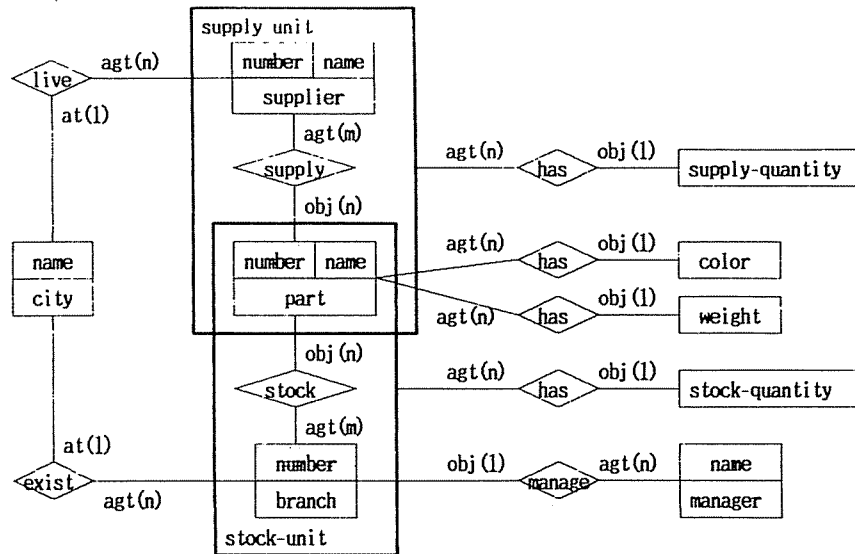 supply unit
number name
supplier
agt(n)
live
at(l)
agt(m)
supply
obj(n)
agt(n)
has
obj(l)
supply-quantity
number name
part
agt(n)
has
obj(l)
color
name
city
agt(n)
has
obj(l)
weight
obj(n)
stock
agt(m)
agt(n)
has
obj(l)
stock-quantity
at(l)
exist
agt(n)
number
branch
obj(l)
manage
agt(n)
name
manager
stock-unit